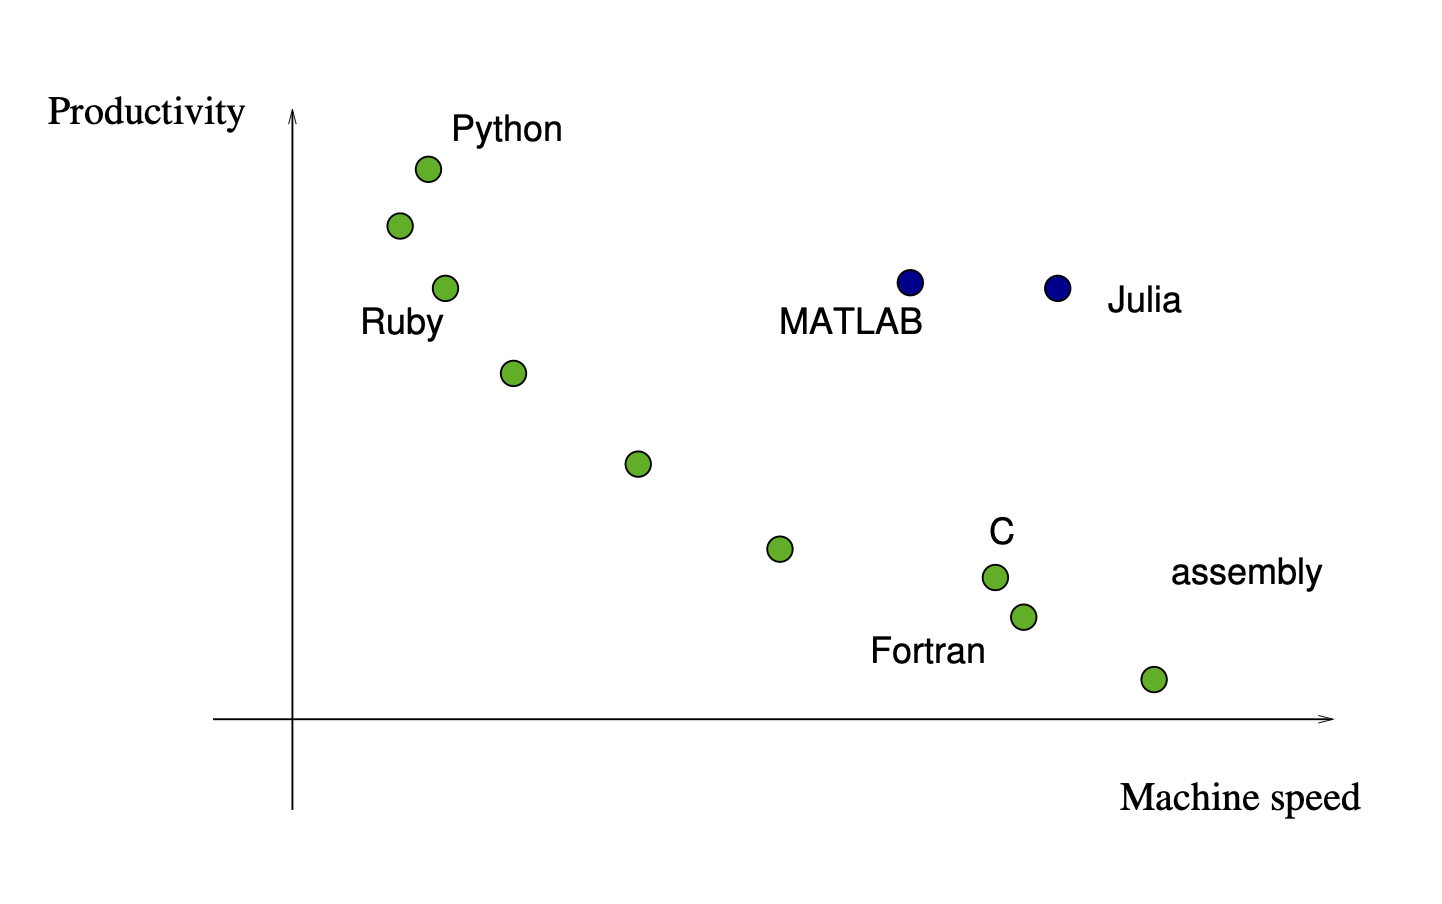 Productivity
Python
Ruby
MATLAB
Julia
C
assembly
Fortran
Machine speed